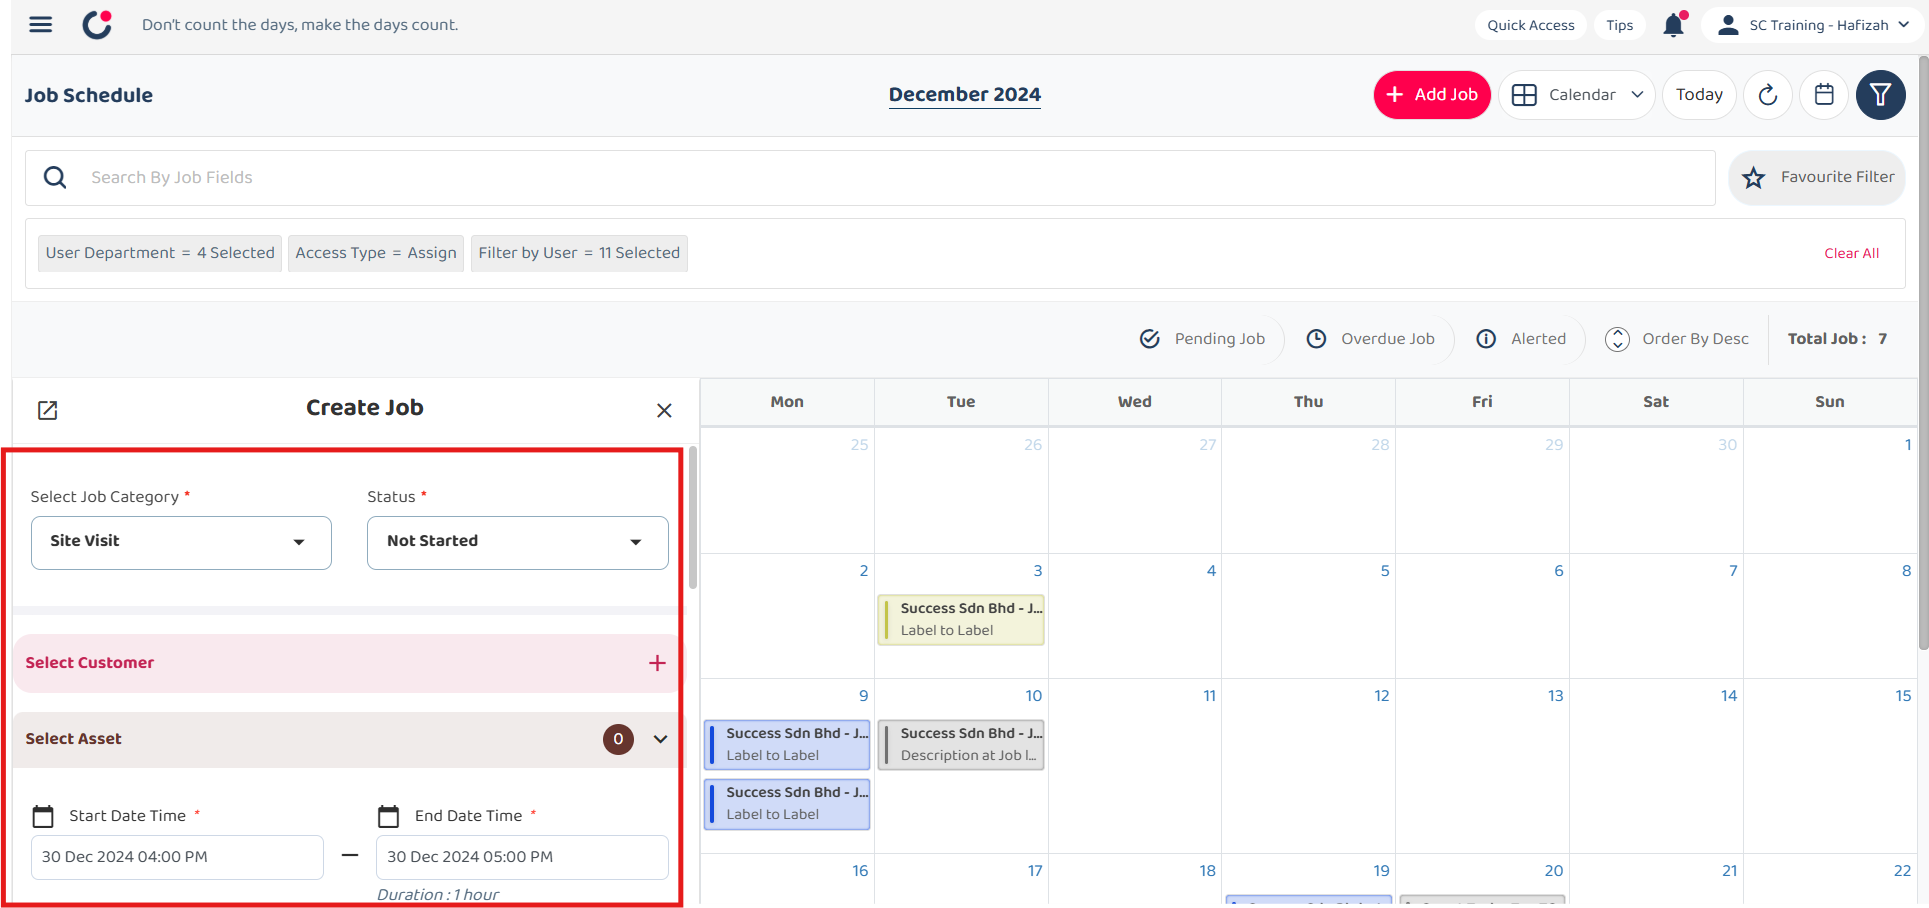 Don't count the days, make the days count.
Quick Access
Tips
SC Training - Hafizah
Job Schedule
December 2024
+ Add Job
Calendar
Today
Search By Job Fields
Favourite Filter
User Department = 4 Selected
Access Type = Assign
Filter by User = 11 Selected
Clear All
Pending Job
Overdue Job
Alerted
Order By Desc
Total Job : 7
Create Job
Select Job Category *
Status *
Site Visit
Not Started
Select Customer
Select Asset
0
Start Date Time *
End Date Time *
30 Dec 2024 04:00 PM
30 Dec 2024 05:00 PM
Duration : 1 hour
Mon Tue Wed Thu Fri Sat Sun
25 26 27 28 29 30 1
2 3 4 5 6 7 8
Success Sdn Bhd - J...
Label to Label
9 10 11 12 13 14 15
Success Sdn Bhd - J...
Label to Label
Success Sdn Bhd - J...
Description at Job l...
Success Sdn Bhd - J...
Label to Label
16 17 18 19 20 21 22